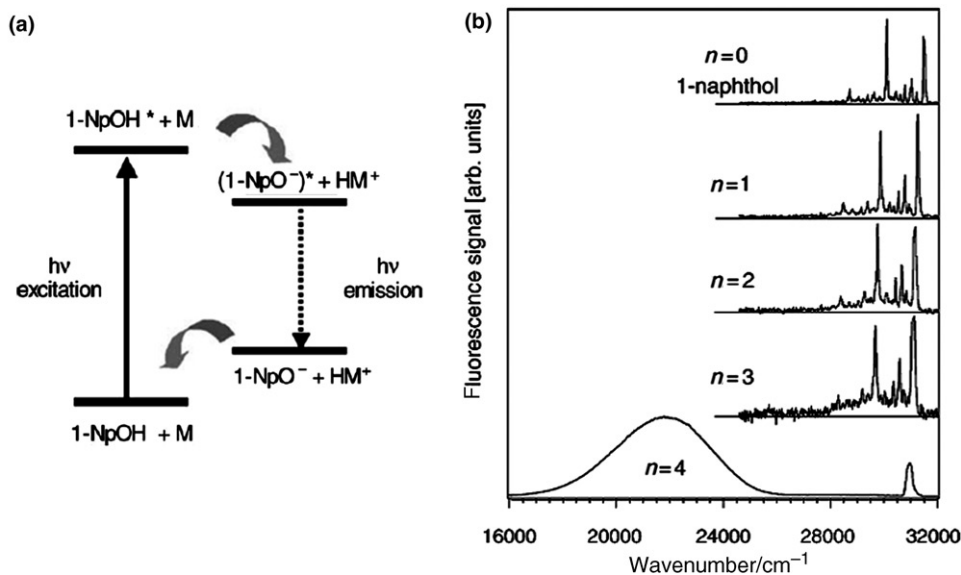 (a)
1-NpOH * + M
(1-NpO⁻)* + HM⁺
hν
excitation
hν
emission
1-NpO⁻ + HM⁺
1-NpOH + M
(b)
Fluorescence signal [arb. units]
n=0
1-naphthol
n=1
n=2
n=3
n=4
16000 20000 24000 28000 32000
Wavenumber/cm⁻¹